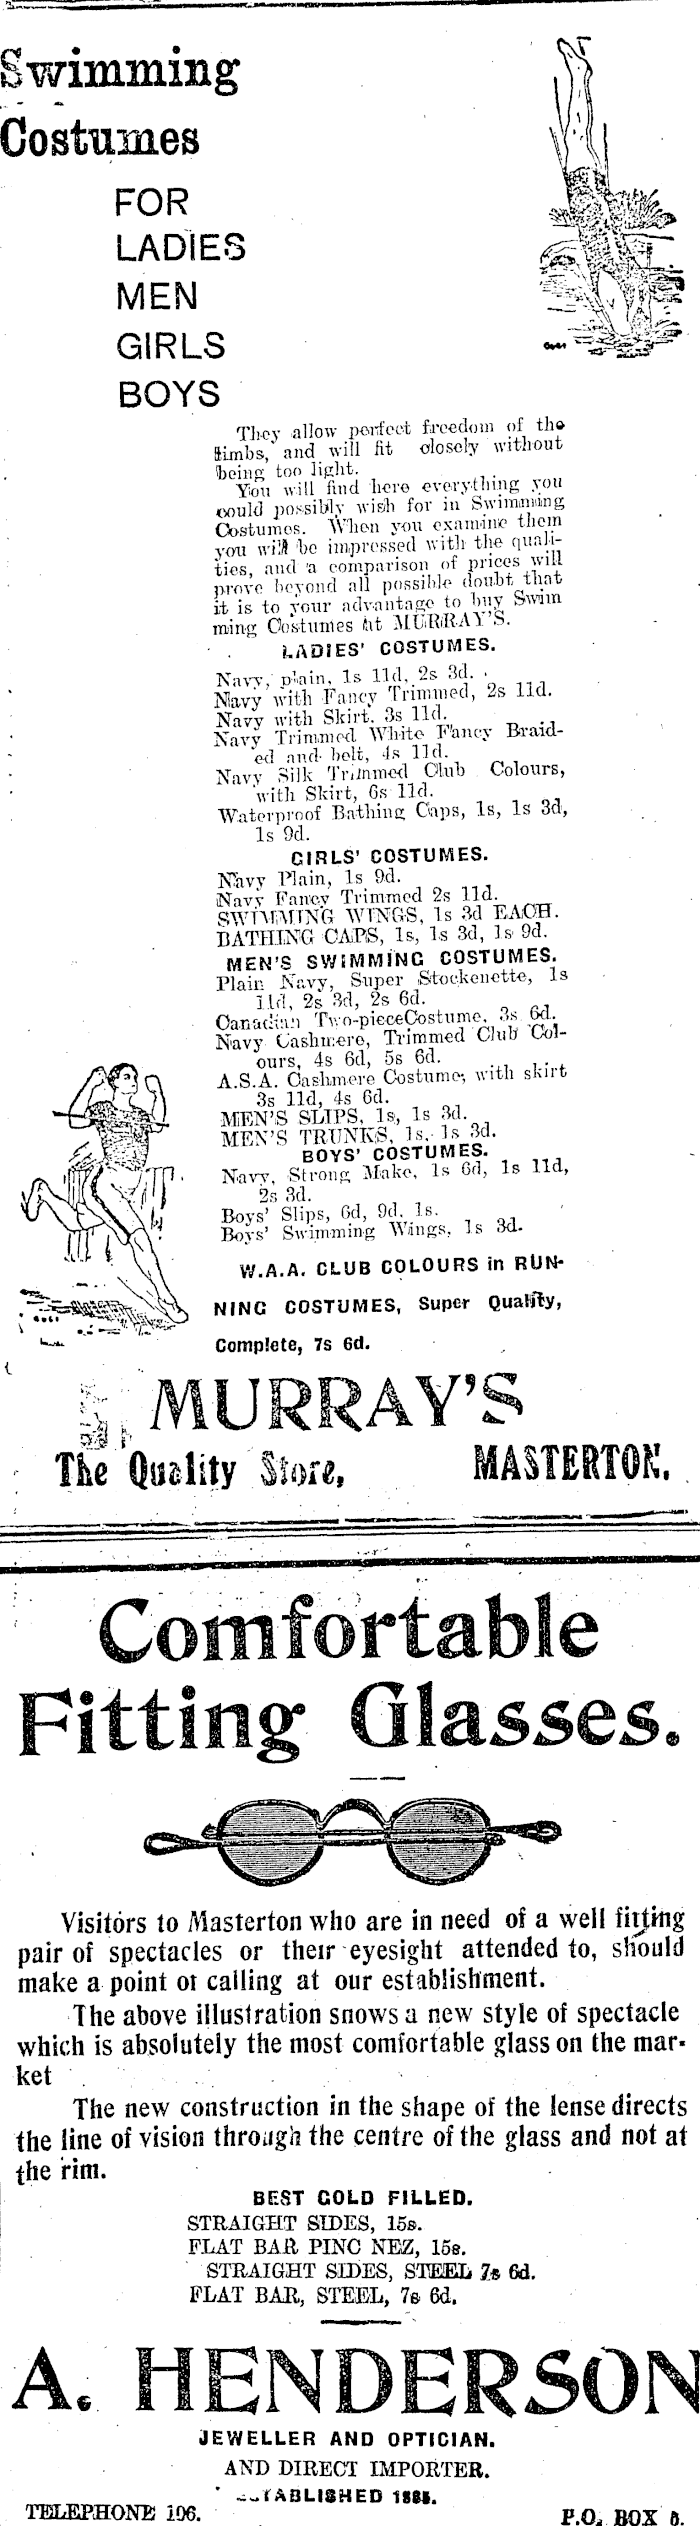 Swimming
Costumes
FOR
LADIES
MEN
GIRLS
BOYS
They allow perfect freedom of the
limbs, and will fit closely without
being too light.
You will find here everything you
could possibly wish for in Swimming
Costumes. When you examine them
you will be impressed with the quali-
ties, and a comparison of prices will
prove beyond all possible doubt that
it is to your advantage to buy Swim
ming Costumes at MURRAY'S.
LADIES' COSTUMES.
Navy, plain, 1s 11d, 2s 3d.
Navy with Fancy Trimmed, 2s 11d.
Navy with Skirt, 3s 11d.
Navy Trimmed White Fancy Braid-
ed and belt, 4s 11d.
Navy Silk Trimmed Club Colours,
with Skirt, 6s 11d.
Waterproof Bathing Caps, 1s, 1s 3d,
1s 9d.
GIRLS' COSTUMES.
Navy Plain, 1s 9d.
Navy Fancy Trimmed 2s 11d.
SWIMMING WINGS, 1s 3d EACH.
BATHING CAPS, 1s, 1s 3d, 1s 9d.
MEN'S SWIMMING COSTUMES.
Plain Navy, Super Stockenette, 1s
11d, 2s 3d, 2s 6d.
Canadian Two-pieceCostume, 3s 6d.
Navy Cashmere, Trimmed Club Col-
ours, 4s 6d, 5s 6d.
A.S.A. Cashmere Costume, with skirt
3s 11d, 4s 6d.
MEN'S SLIPS, 1s, 1s 3d.
MEN'S TRUNKS, 1s. 1s 3d.
BOYS' COSTUMES.
Navy, Strong Make, 1s 6d, 1s 11d,
2s 3d.
Boys' Slips, 6d, 9d, 1s.
Boys' Swimming Wings, 1s 3d.
W.A.A. CLUB COLOURS in RUN-
NING COSTUMES, Super Quality,
Complete, 7s 6d.
MURRAY'S
The Quality Store, MASTERTON.
Comfortable
Fitting Glasses.
Visitors to Masterton who are in need of a well fitting
pair of spectacles or their eyesight attended to, should
make a point of calling at our establishment.
The above illustration snows a new style of spectacle
which is absolutely the most comfortable glass on the mar-
ket
The new construction in the shape of the lense directs
the line of vision through the centre of the glass and not at
the rim.
BEST GOLD FILLED.
STRAIGHT SIDES, 15s.
FLAT BAR PINC NEZ, 15s.
STRAIGHT SIDES, STEEL 7s 6d.
FLAT BAR, STEEL, 7s 6d.
A. HENDERSON
JEWELLER AND OPTICIAN.
AND DIRECT IMPORTER.
ESTABLISHED 1885.
TELEPHONE 196. P.O. BOX 6.